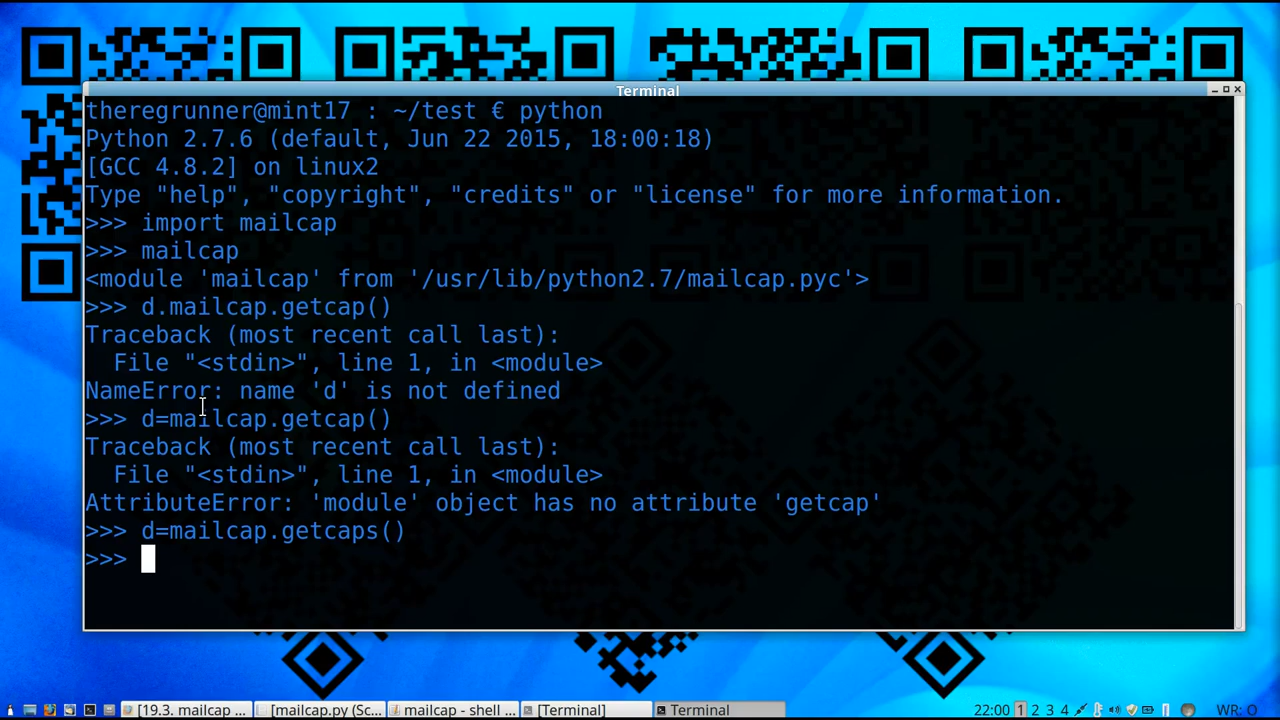 Terminal
theregrunner@mint17 : ~/test € python
Python 2.7.6 (default, Jun 22 2015, 18:00:18)
[GCC 4.8.2] on linux2
Type "help", "copyright", "credits" or "license" for more information.
>>> import mailcap
>>> mailcap
<module 'mailcap' from '/usr/lib/python2.7/mailcap.pyc'>
>>> d.mailcap.getcap()
Traceback (most recent call last):
  File "<stdin>", line 1, in <module>
NameError: name 'd' is not defined
>>> d=mailcap.getcap()
Traceback (most recent call last):
  File "<stdin>", line 1, in <module>
AttributeError: 'module' object has no attribute 'getcap'
>>> d=mailcap.getcaps()
>>>
[19.3. mailcap ... [mailcap.py (Sc... mailcap - shell ... [Terminal] Terminal 22:00 1 2 3 4 WR: O